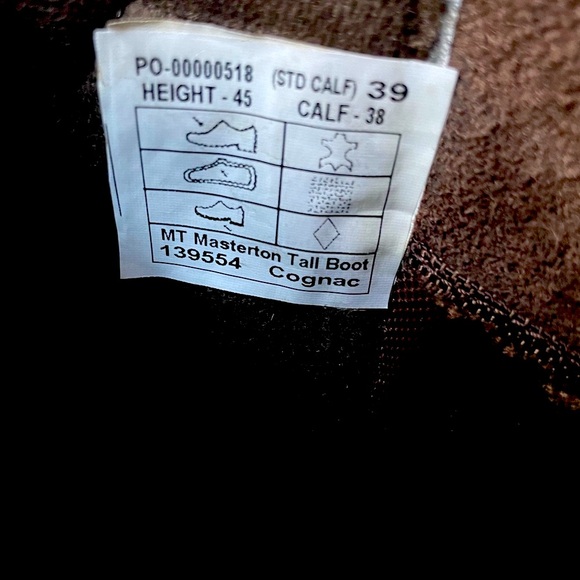 PO-00000518 (STD CALF) 39
HEIGHT - 45 CALF - 38
MT Masterton Tall Boot
139554 Cognac